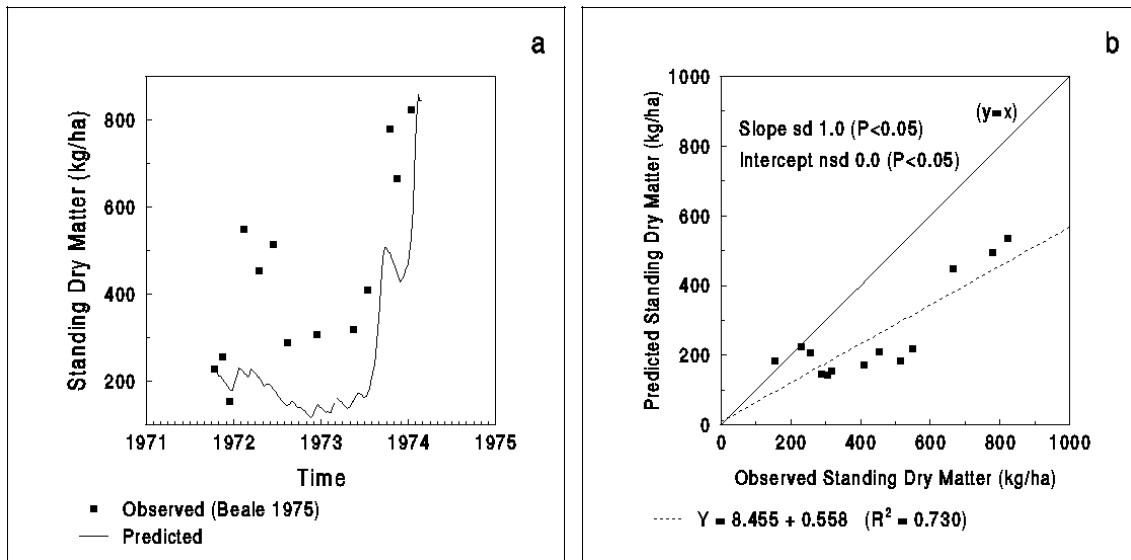 a
Standing Dry Matter (kg/ha)
800
600
400
200
1971 1972 1973 1974 1975
Time
■ Observed (Beale 1975)
Predicted
b
Predicted Standing Dry Matter (kg/ha)
1000
800
600
400
200
0
(y=x)
Slope sd 1.0 (P<0.05)
Intercept nsd 0.0 (P<0.05)
0 200 400 600 800 1000
Observed Standing Dry Matter (kg/ha)
Y = 8.455 + 0.558 (R² = 0.730)